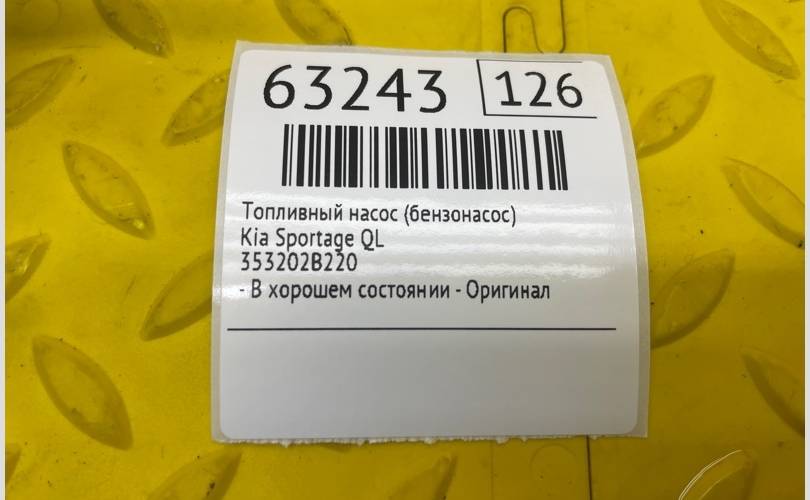 63243 126
Топливный насос (бензонасос)
Kia Sportage QL
353202B220
- В хорошем состоянии - Оригинал